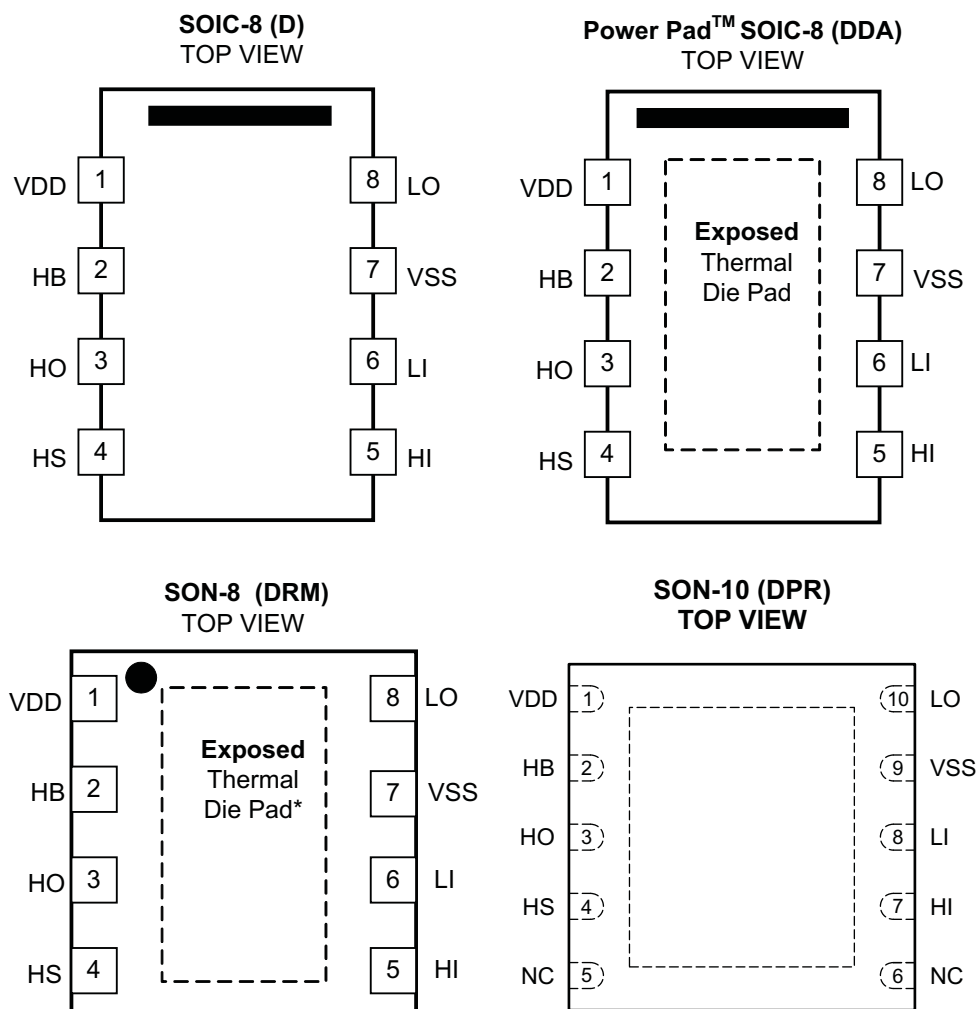 SOIC-8 (D)
TOP VIEW
VDD 1 8 LO
HB 2 7 VSS
HO 3 6 LI
HS 4 5 HI
Power Pad™ SOIC-8 (DDA)
TOP VIEW
VDD 1 8 LO
HB 2 7 VSS
HO 3 6 LI
HS 4 5 HI
Exposed
Thermal
Die Pad
SON-8 (DRM)
TOP VIEW
VDD 1 8 LO
HB 2 7 VSS
HO 3 6 LI
HS 4 5 HI
Exposed
Thermal
Die Pad*
SON-10 (DPR)
TOP VIEW
VDD 1 10 LO
HB 2 9 VSS
HO 3 8 LI
HS 4 7 HI
NC 5 6 NC